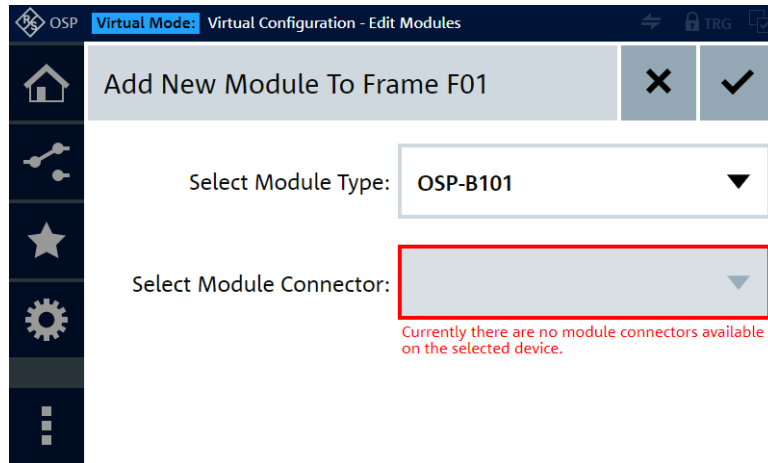 OSP Virtual Mode: Virtual Configuration - Edit Modules TRG
Add New Module To Frame F01
Select Module Type: OSP-B101
Select Module Connector:
Currently there are no module connectors available
on the selected device.